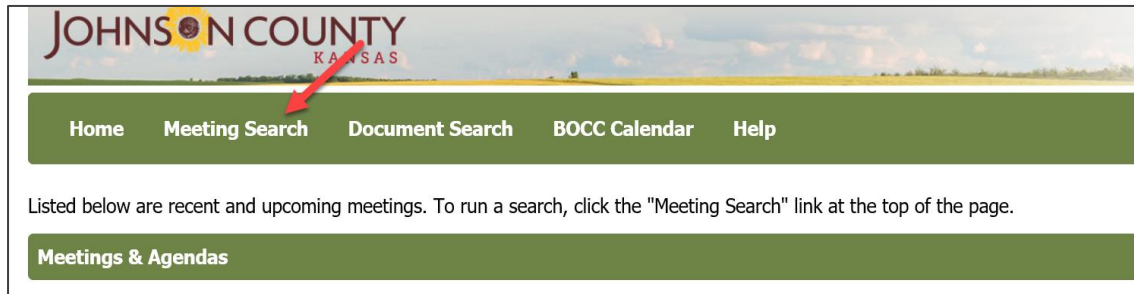 JOHNSON COUNTY
KANSAS
Home Meeting Search Document Search BOCC Calendar Help
Listed below are recent and upcoming meetings. To run a search, click the "Meeting Search" link at the top of the page.
Meetings & Agendas